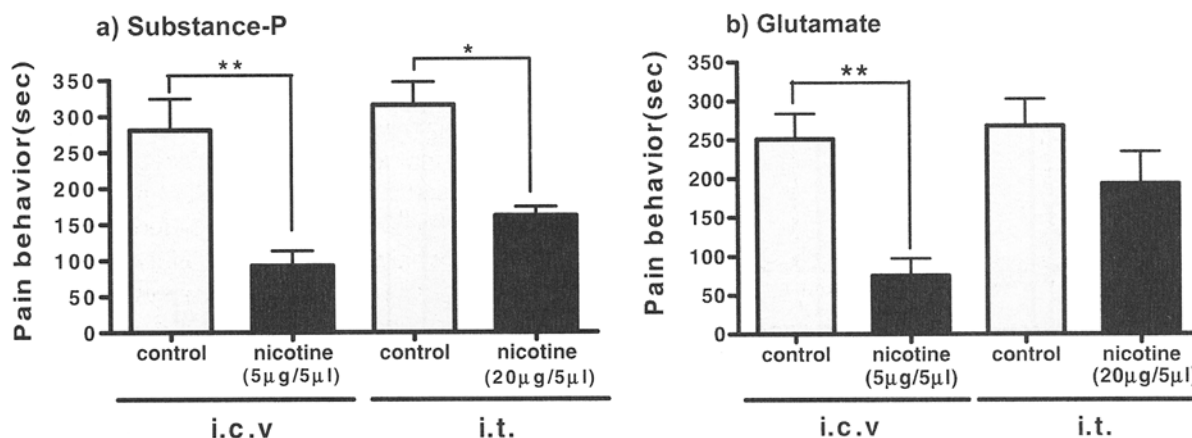 a) Substance-P
**
*
Pain behavior(sec)
350
300
250
200
150
100
50
0
control
nicotine
(5µg/5µl)
control
nicotine
(20µg/5µl)
i.c.v
i.t.
b) Glutamate
**
Pain behavior(sec)
350
300
250
200
150
100
50
0
control
nicotine
(5µg/5µl)
control
nicotine
(20µg/5µl)
i.c.v
i.t.